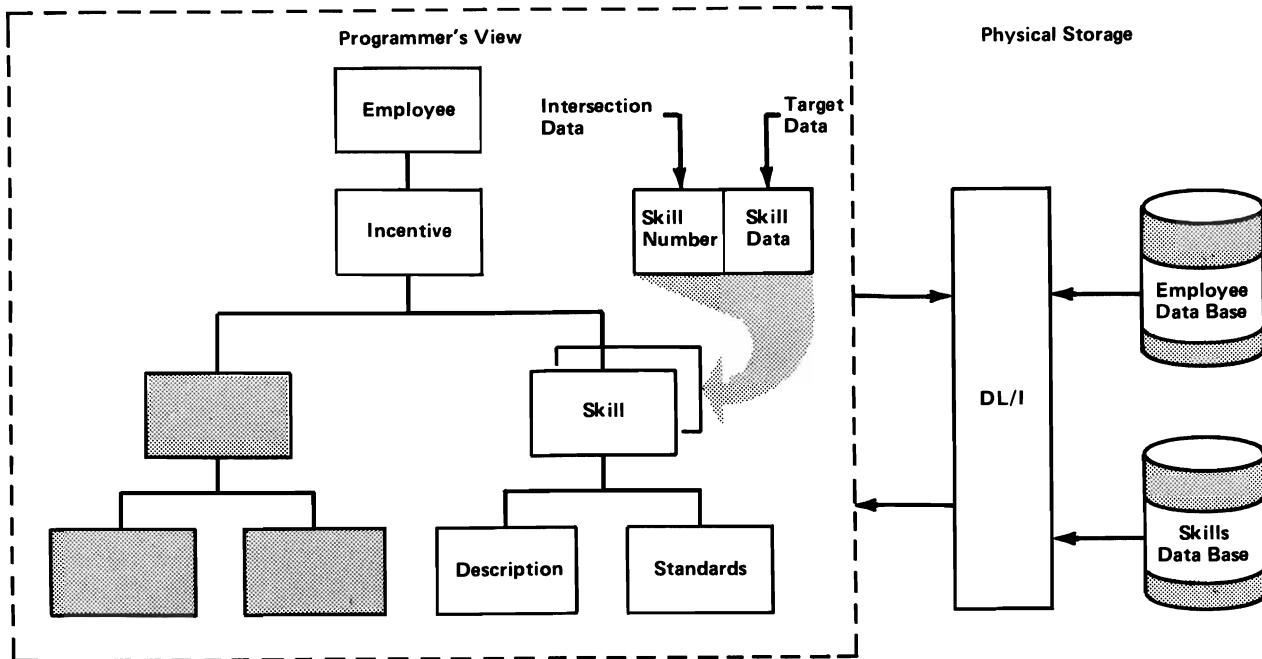 Programmer's View
Physical Storage
Employee
Intersection
Data
Target
Data
Incentive
Skill
Number
Skill
Data
Employee
Data Base
DL/I
Skill
Description
Standards
Skills
Data Base